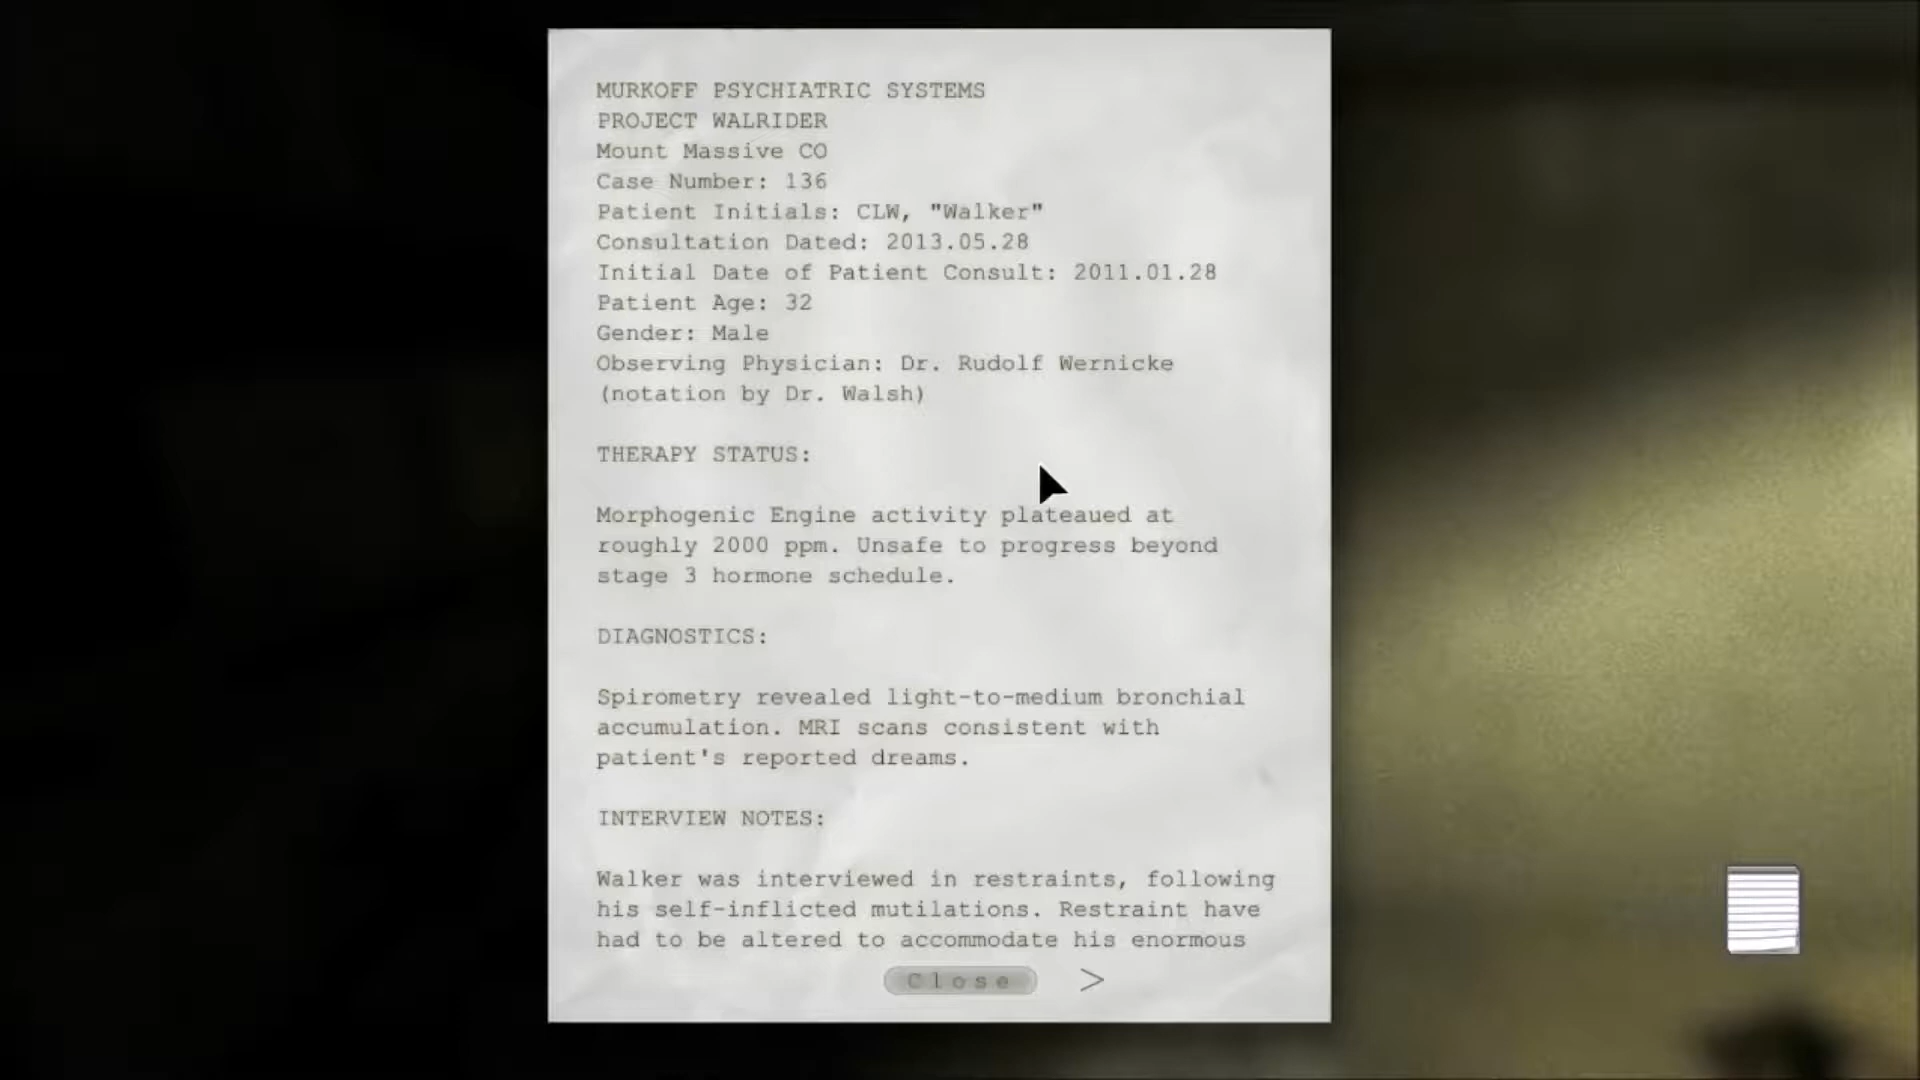 MURKOFF PSYCHIATRIC SYSTEMS
PROJECT WALRIDER
Mount Massive CO
Case Number: 136
Patient Initials: CLW, "Walker"
Consultation Dated: 2013.05.28
Initial Date of Patient Consult: 2011.01.28
Patient Age: 32
Gender: Male
Observing Physician: Dr. Rudolf Wernicke
(notation by Dr. Walsh)
THERAPY STATUS:
Morphogenic Engine activity plateaued at
roughly 2000 ppm. Unsafe to progress beyond
stage 3 hormone schedule.
DIAGNOSTICS:
Spirometry revealed light-to-medium bronchial
accumulation. MRI scans consistent with
patient's reported dreams.
INTERVIEW NOTES:
Walker was interviewed in restraints, following
his self-inflicted mutilations. Restraint have
had to be altered to accommodate his enormous
Close >